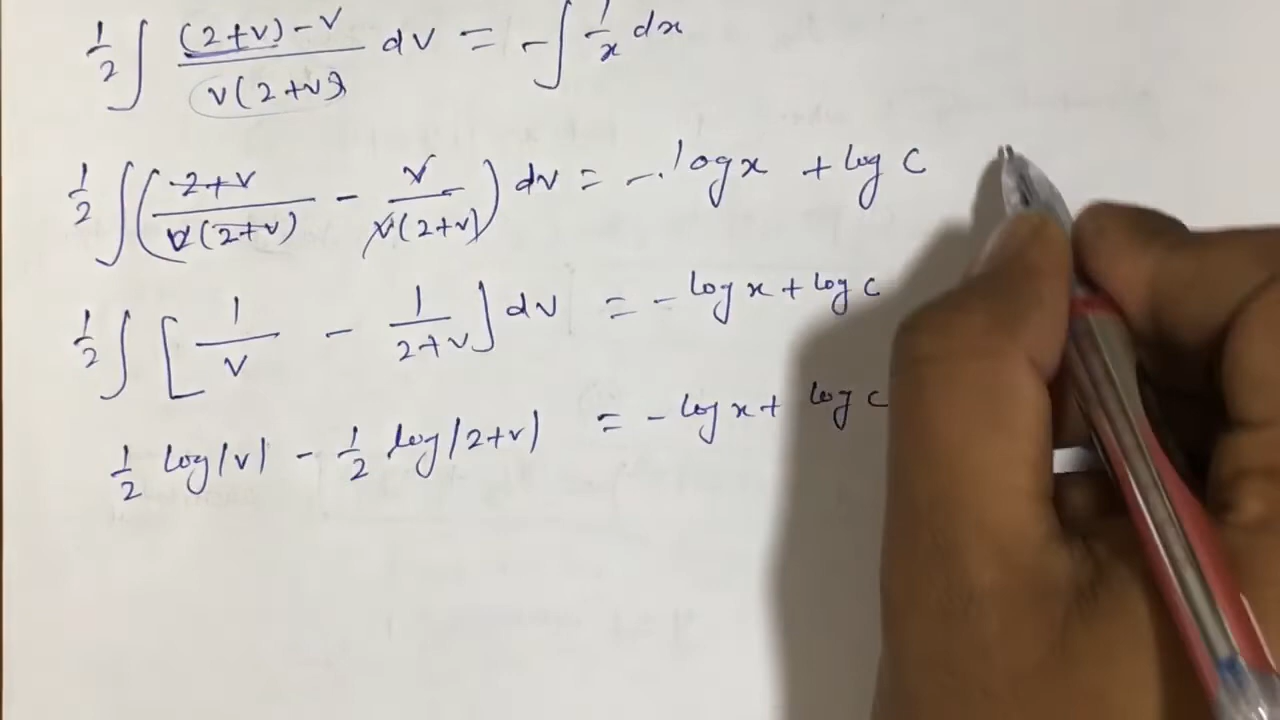 1/2 ∫ (2+v)-v / v(2+v) dv = -∫ 1/x dx
1/2 ∫ ( 2+v / v(2+v) - v / v(2+v) ) dv = - log x + log c
1/2 ∫ [ 1/v - 1/2+v ] dv = - log x + log c
1/2 log|v| - 1/2 log|2+v| = - log x + log c